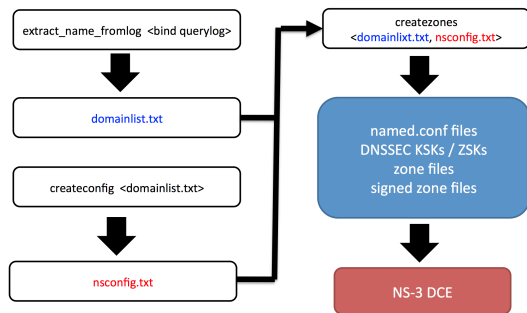 extract_name_fromlog <bind querylog>
domainlist.txt
createconfig <domainlist.txt>
nsconfig.txt
createzones
<domainlixt.txt, nsconfig.txt>
named.conf files
DNSSEC KSKs / ZSKs
zone files
signed zone files
NS-3 DCE